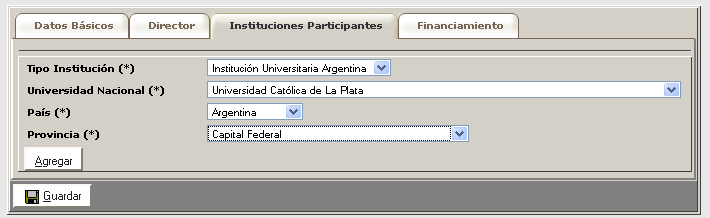 Datos Básicos Director Instituciones Participantes Financiamiento
Tipo Institución (*) Institución Universitaria Argentina
Universidad Nacional (*) Universidad Católica de La Plata
País (*) Argentina
Provincia (*) Capital Federal
Agregar
Guardar